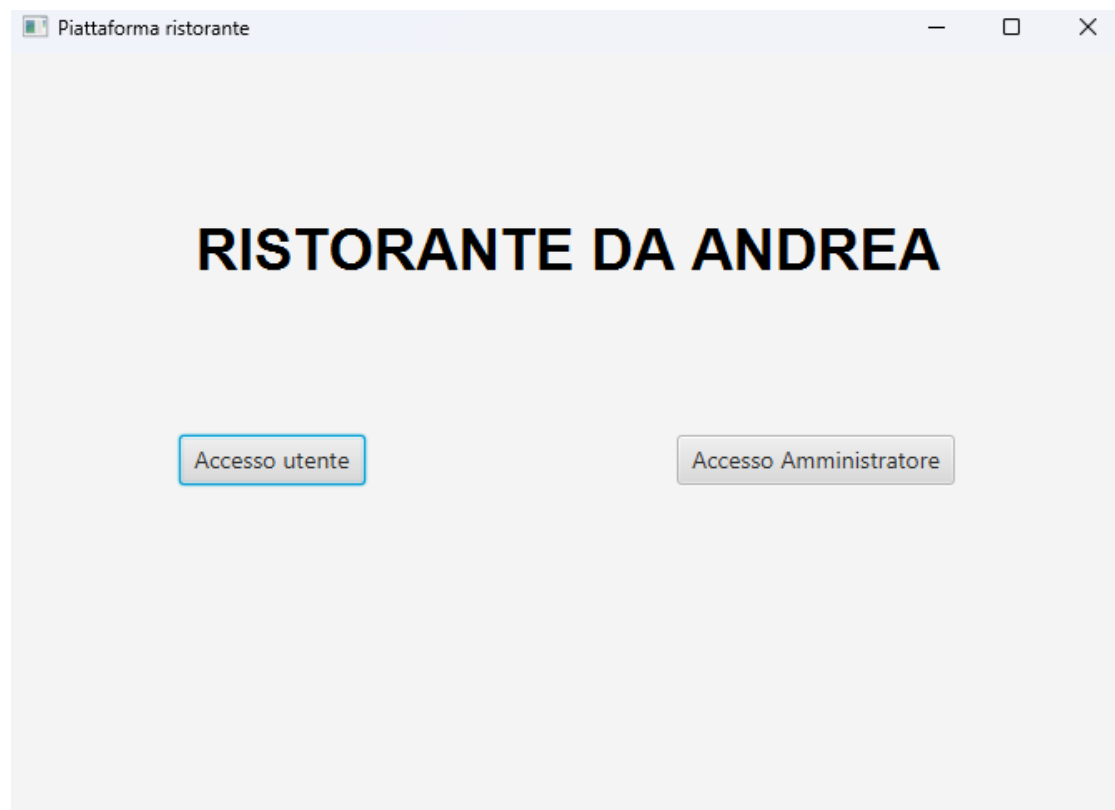 Piattaforma ristorante
RISTORANTE DA ANDREA
Accesso utente
Accesso Amministratore